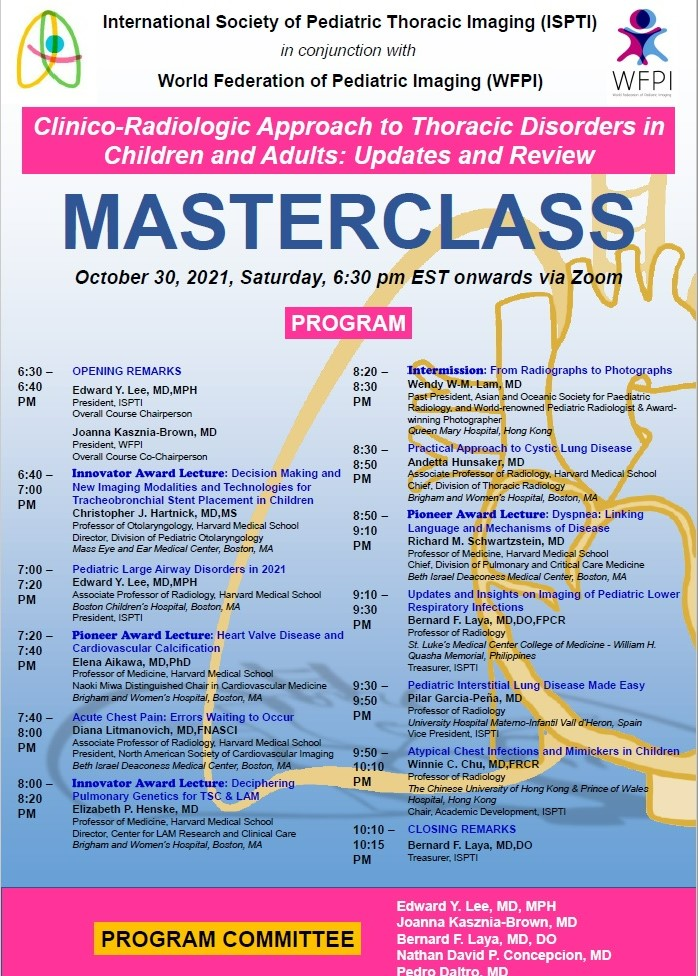 International Society of Pediatric Thoracic Imaging (ISPTI)
in conjunction with
World Federation of Pediatric Imaging (WFPI)
WFPI
World Federation of Pediatric Imaging
Clinico-Radiologic Approach to Thoracic Disorders in
Children and Adults: Updates and Review
MASTERCLASS
October 30, 2021, Saturday, 6:30 pm EST onwards via Zoom
PROGRAM
6:30 –
6:40
PM
OPENING REMARKS
Edward Y. Lee, MD,MPH
President, ISPTI
Overall Course Chairperson
Joanna Kasznia-Brown, MD
President, WFPI
Overall Course Co-Chairperson
6:40 –
7:00
PM
Innovator Award Lecture: Decision Making and
New Imaging Modalities and Technologies for
Tracheobronchial Stent Placement in Children
Christopher J. Hartnick, MD,MS
Professor of Otolaryngology, Harvard Medical School
Director, Division of Pediatric Otolaryngology
Mass Eye and Ear Medical Center, Boston, MA
7:00 –
7:20
PM
Pediatric Large Airway Disorders in 2021
Edward Y. Lee, MD,MPH
Associate Professor of Radiology, Harvard Medical School
Boston Children's Hospital, Boston, MA
President, ISPTI
7:20 –
7:40
PM
Pioneer Award Lecture: Heart Valve Disease and
Cardiovascular Calcification
Elena Aikawa, MD,PhD
Professor of Medicine, Harvard Medical School
Naoki Miwa Distinguished Chair in Cardiovascular Medicine
Brigham and Women's Hospital, Boston, MA
7:40 –
8:00
PM
Acute Chest Pain: Errors Waiting to Occur
Diana Litmanovich, MD,FNASCI
Associate Professor of Radiology, Harvard Medical School
President, North American Society of Cardiovascular Imaging
Beth Israel Deaconess Medical Center, Boston, MA
8:00 –
8:20
PM
Innovator Award Lecture: Deciphering
Pulmonary Genetics for TSC & LAM
Elizabeth P. Henske, MD
Professor of Medicine, Harvard Medical School
Director, Center for LAM Research and Clinical Care
Brigham and Women's Hospital, Boston, MA
8:20 –
8:30
PM
Intermission: From Radiographs to Photographs
Wendy W-M. Lam, MD
Past President, Asian and Oceanic Society for Paediatric
Radiology, and World-renowned Pediatric Radiologist & Award-
winning Photographer
Queen Mary Hospital, Hong Kong
8:30 –
8:50
PM
Practical Approach to Cystic Lung Disease
Andetta Hunsaker, MD
Associate Professor of Radiology, Harvard Medical School
Chief, Division of Thoracic Radiology
Brigham and Women's Hospital, Boston, MA
8:50 –
9:10
PM
Pioneer Award Lecture: Dyspnea: Linking
Language and Mechanisms of Disease
Richard M. Schwartzstein, MD
Professor of Medicine, Harvard Medical School
Chief, Division of Pulmonary and Critical Care Medicine
Beth Israel Deaconess Medical Center, Boston, MA
9:10 –
9:30
PM
Updates and Insights on Imaging of Pediatric Lower
Respiratory Infections
Bernard F. Laya, MD,DO,FPCR
Professor of Radiology
St. Luke's Medical Center College of Medicine - William H.
Quasha Memorial, Philippines
Treasurer, ISPTI
9:30 –
9:50
PM
Pediatric Interstitial Lung Disease Made Easy
Pilar Garcia-Peña, MD
Professor of Radiology
University Hospital Materno-Infantil Vall d'Heron, Spain
Vice President, ISPTI
9:50 –
10:10
PM
Atypical Chest Infections and Mimickers in Children
Winnie C. Chu, MD,FRCR
Professor of Radiology
The Chinese University of Hong Kong & Prince of Wales
Hospital, Hong Kong
Chair, Academic Development, ISPTI
10:10 –
10:15
PM
CLOSING REMARKS
Bernard F. Laya, MD,DO
Treasurer, ISPTI
PROGRAM COMMITTEE
Edward Y. Lee, MD, MPH
Joanna Kasznia-Brown, MD
Bernard F. Laya, MD, DO
Nathan David P. Concepcion, MD
Pedro Daltro, MD